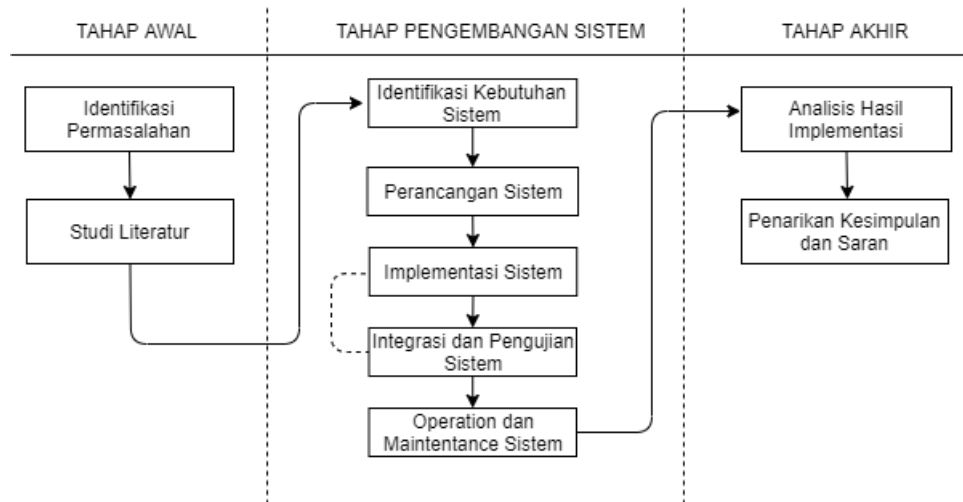 TAHAP AWAL
TAHAP PENGEMBANGAN SISTEM
TAHAP AKHIR
Identifikasi
Permasalahan
Studi Literatur
Identifikasi Kebutuhan
Sistem
Perancangan Sistem
Implementasi Sistem
Integrasi dan Pengujian
Sistem
Operation dan
Maintentance Sistem
Analisis Hasil
Implementasi
Penarikan Kesimpulan
dan Saran